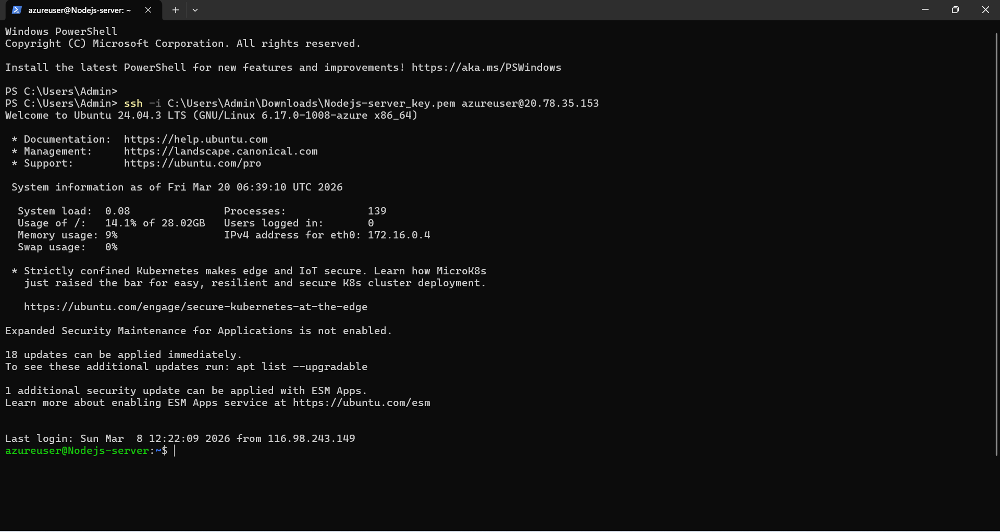 azureuser@Nodejs-server: ~
Windows PowerShell
Copyright (C) Microsoft Corporation. All rights reserved.
Install the latest PowerShell for new features and improvements! https://aka.ms/PSWindows
PS C:\Users\Admin>
PS C:\Users\Admin> ssh -i C:\Users\Admin\Downloads\Nodejs-server_key.pem azureuser@20.78.35.153
Welcome to Ubuntu 24.04.3 LTS (GNU/Linux 6.17.0-1008-azure x86_64)
* Documentation:  https://help.ubuntu.com
* Management:     https://landscape.canonical.com
* Support:        https://ubuntu.com/pro
System information as of Fri Mar 20 06:39:10 UTC 2026
System load:  0.08               Processes:             139
Usage of /:   14.1% of 28.02GB   Users logged in:       0
Memory usage: 9%                 IPv4 address for eth0: 172.16.0.4
Swap usage:   0%
* Strictly confined Kubernetes makes edge and IoT secure. Learn how MicroK8s
just raised the bar for easy, resilient and secure K8s cluster deployment.
https://ubuntu.com/engage/secure-kubernetes-at-the-edge
Expanded Security Maintenance for Applications is not enabled.
18 updates can be applied immediately.
To see these additional updates run: apt list --upgradable
1 additional security update can be applied with ESM Apps.
Learn more about enabling ESM Apps service at https://ubuntu.com/esm
Last login: Sun Mar  8 12:22:09 2026 from 116.98.243.149
azureuser@Nodejs-server:~$